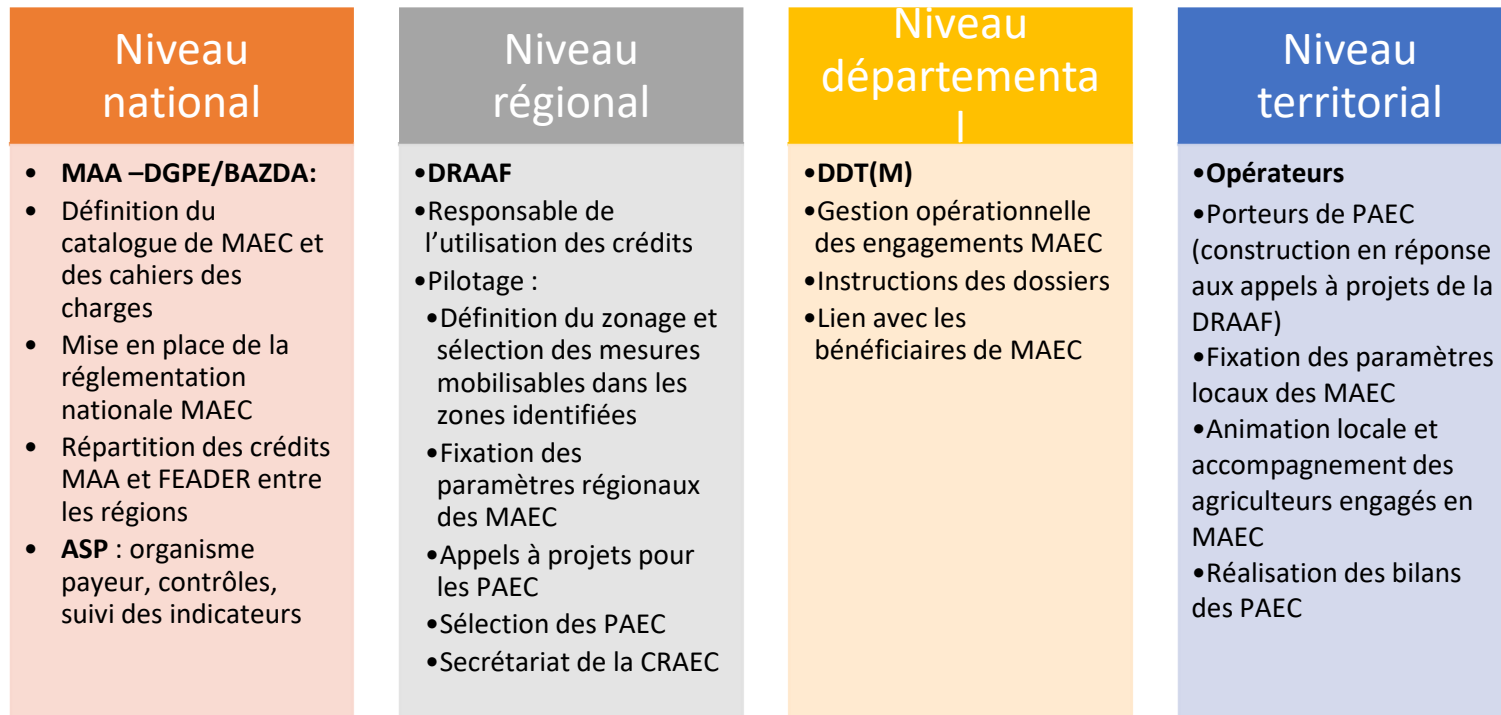 Niveau
national
• MAA –DGPE/BAZDA:
• Définition du
catalogue de MAEC et
des cahiers des
charges
• Mise en place de la
réglementation
nationale MAEC
• Répartition des crédits
MAA et FEADER entre
les régions
• ASP : organisme
payeur, contrôles,
suivi des indicateurs
Niveau
régional
•DRAAF
•Responsable de
l’utilisation des crédits
•Pilotage :
•Définition du zonage et
sélection des mesures
mobilisables dans les
zones identifiées
•Fixation des
paramètres régionaux
des MAEC
•Appels à projets pour
les PAEC
•Sélection des PAEC
•Secrétariat de la CRAEC
Niveau
départementa
l
•DDT(M)
•Gestion opérationnelle
des engagements MAEC
•Instructions des dossiers
•Lien avec les
bénéficiaires de MAEC
Niveau
territorial
•Opérateurs
•Porteurs de PAEC
(construction en réponse
aux appels à projets de la
DRAAF)
•Fixation des paramètres
locaux des MAEC
•Animation locale et
accompagnement des
agriculteurs engagés en
MAEC
•Réalisation des bilans
des PAEC